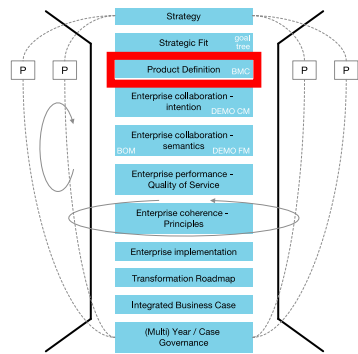 Strategy
Strategic Fit
goal
tree
P
P
Product Definition
BMC
P
P
Enterprise collaboration -
intention
DEMO CM
Enterprise collaboration -
semantics
BOM
DEMO FM
Enterprise performance -
Quality of Service
Enterprise coherence -
Principles
Enterprise implementation
Transformation Roadmap
Integrated Business Case
(Multi) Year / Case
Governance